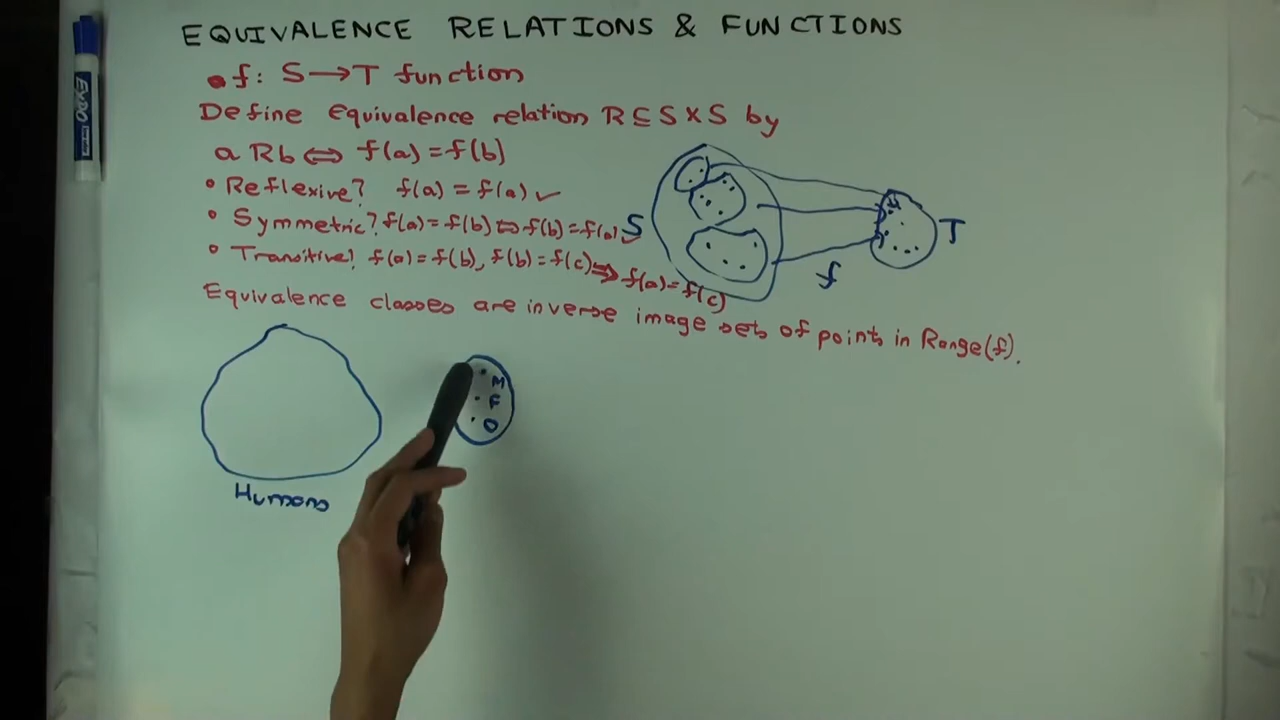 EQUIVALENCE RELATIONS & FUNCTIONS
f: S→T function
Define equivalence relation R⊆S×S by
aRb⇔ f(a)=f(b)
• Reflexive? f(a)=f(a)✓
• Symmetric? f(a)=f(b)⇔f(b)=f(a)✓
• Transitive? f(a)=f(b), f(b)=f(c)⇒f(a)=f(c)
S
T
f
Equivalence classes are inverse image sets of points in Range(f).
M
F
O
Humans
EXPO